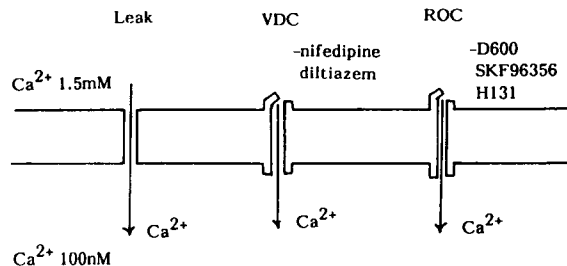 Leak
VDC
ROC
-nifedipine
diltiazem
-D600
SKF96356
H131
Ca2+ 1.5mM
Ca2+
Ca2+
Ca2+
Ca2+ 100nM